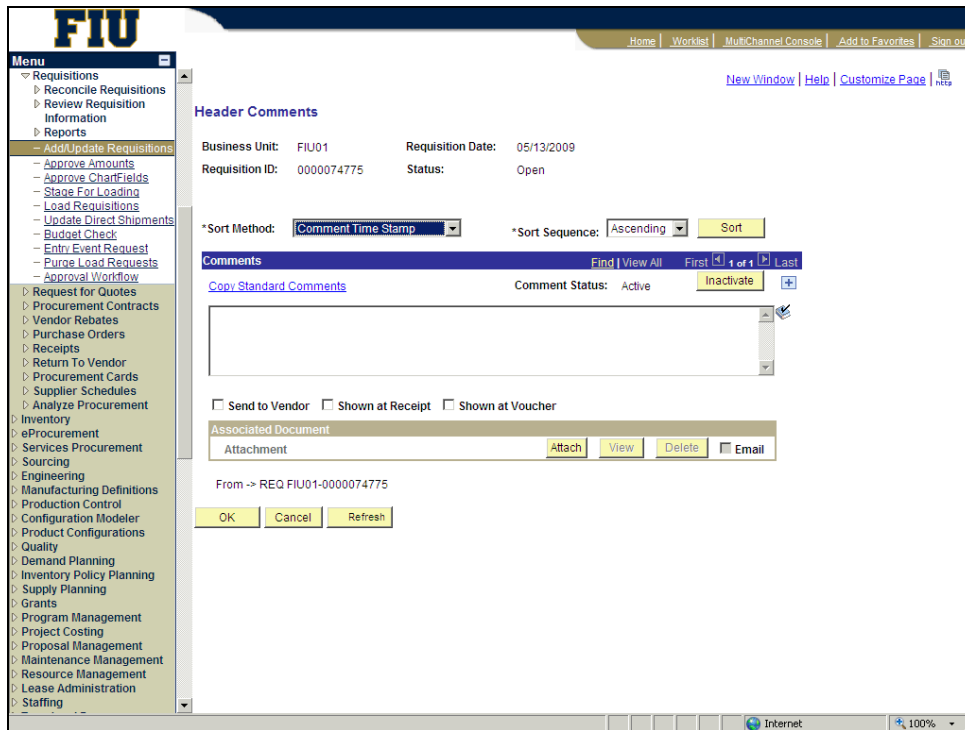 FIU
Home | Worklist | MultiChannel Console | Add to Favorites | Sign ou
Menu
New Window | Help | Customize Page | http
Requisitions
Reconcile Requisitions
Review Requisition
Information
Reports
Add/Update Requisitions
Approve Amounts
Approve ChartFields
Stage For Loading
Load Requisitions
Update Direct Shipments
Budget Check
Entry Event Request
Purge Load Requests
Approval Workflow
Request for Quotes
Procurement Contracts
Vendor Rebates
Purchase Orders
Receipts
Return To Vendor
Procurement Cards
Supplier Schedules
Analyze Procurement
Inventory
eProcurement
Services Procurement
Sourcing
Engineering
Manufacturing Definitions
Production Control
Configuration Modeler
Product Configurations
Quality
Demand Planning
Inventory Policy Planning
Supply Planning
Grants
Program Management
Project Costing
Proposal Management
Maintenance Management
Resource Management
Lease Administration
Staffing
Header Comments
Business Unit: FIU01 Requisition Date: 05/13/2009
Requisition ID: 0000074775 Status: Open
*Sort Method: Comment Time Stamp *Sort Sequence: Ascending Sort
Comments Find | View All First 1 of 1 Last
Copy Standard Comments Comment Status: Active Inactivate
Send to Vendor Shown at Receipt Shown at Voucher
Associated Document
Attachment Attach View Delete Email
From -> REQ FIU01-0000074775
OK Cancel Refresh
Internet 100%